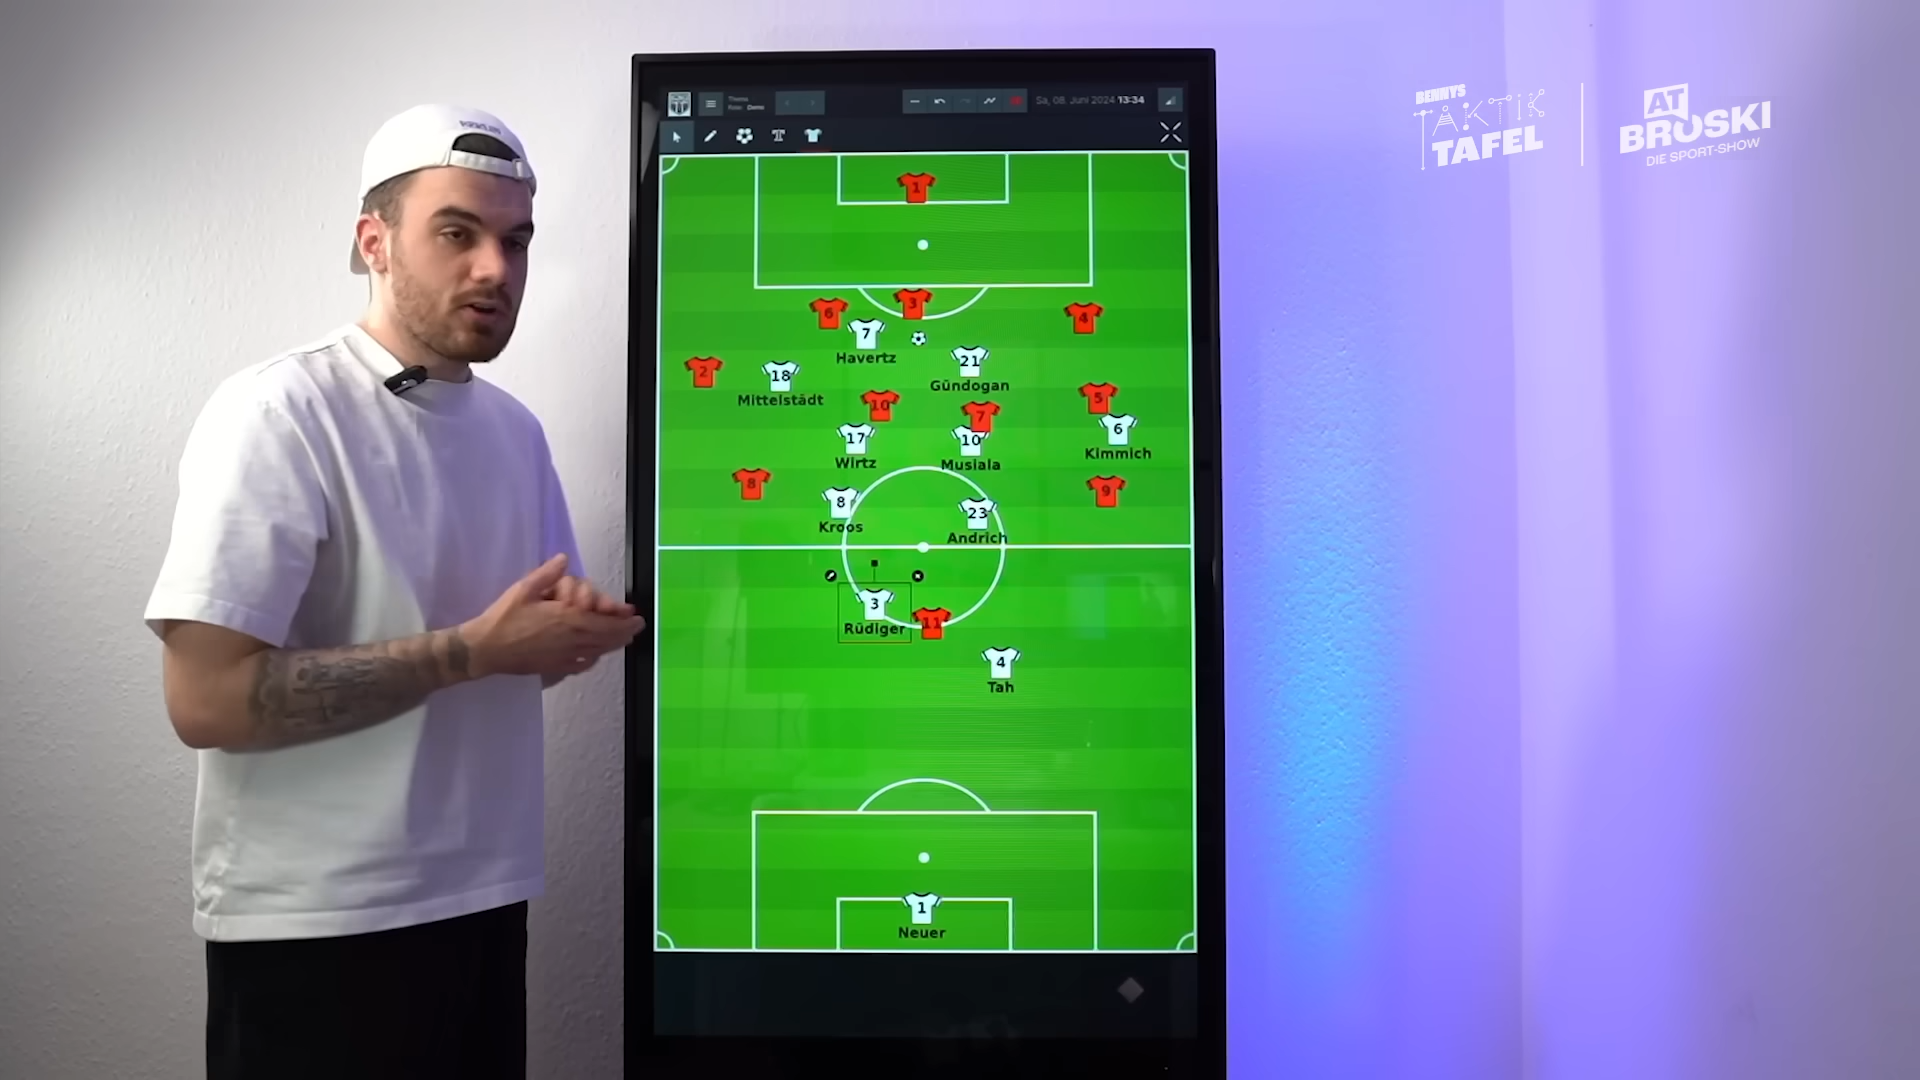 BENNYS
TAKTIK
TAFEL
AT
BROSKI
DIE SPORT-SHOW
Thema
Demo
Sa, 08. Juni 2024 13:34
1
6
3
4
7
Havertz
2
18
Mittelstädt
21
Gündogan
10
7
5
17
Wirtz
10
Musiala
6
Kimmich
8
9
8
Kroos
23
Andrich
3
Rüdiger
11
4
Tah
1
Neuer